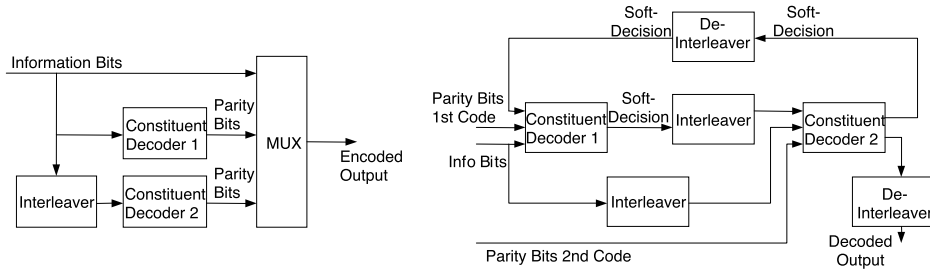 Information Bits
Parity
Bits
Constituent
Decoder 1
MUX
Encoded
Output
Interleaver
Constituent
Decoder 2
Parity
Bits
Soft-
Decision
De-
Interleaver
Soft-
Decision
Parity Bits
1st Code
Constituent
Decoder 1
Soft-
Decision
Interleaver
Constituent
Decoder 2
Info Bits
Interleaver
De-
Interleaver
Parity Bits 2nd Code
Decoded
Output